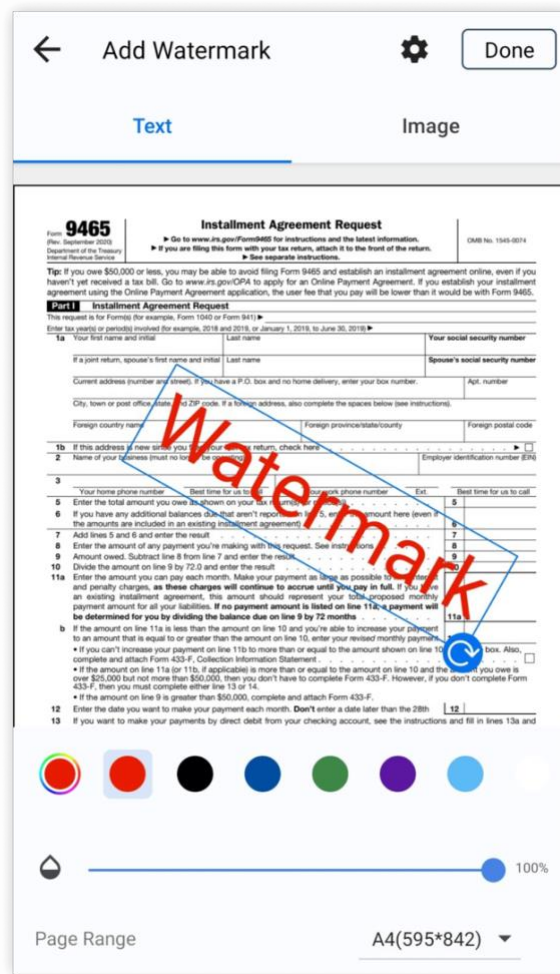 Add Watermark
Done
Text
Image
Form 9465
(Rev. September 2020)
Department of the Treasury
Internal Revenue Service
Installment Agreement Request
▶ Go to www.irs.gov/Form9465 for instructions and the latest information.
▶ If you are filing this form with your tax return, attach it to the front of the return.
▶ See separate instructions.
OMB No. 1545-0074
Tip: If you owe $50,000 or less, you may be able to avoid filing Form 9465 and establish an installment agreement online, even if you
haven't yet received a tax bill. Go to www.irs.gov/OPA to apply for an Online Payment Agreement. If you establish your installment
agreement using the Online Payment Agreement application, the user fee that you pay will be lower than it would be with Form 9465.
Part I Installment Agreement Request
This request is for Form(s) (for example, Form 1040 or Form 941) ▶
Enter tax year(s) or period(s) involved (for example, 2018 and 2019, or January 1, 2019, to June 30, 2019) ▶
1a Your first name and initial Last name Your social security number
If a joint return, spouse's first name and initial Last name Spouse's social security number
Current address (number and street). If you have a P.O. box and no home delivery, enter your box number. Apt. number
City, town or post office, state, and ZIP code. If a foreign address, also complete the spaces below (see instructions).
Foreign country name Foreign province/state/county Foreign postal code
1b If this address is new since you filed your tax return, check here ▶
2 Name of your business (must no longer be operating) Employer identification number (EIN)
3
Your home phone number Best time for us to call Your work phone number Ext. Best time for us to call
5 Enter the total amount you owe as shown on your tax return(s) 5
6 If you have any additional balances due that aren't reported on line 5, enter the amount here (even if
the amounts are included in an existing installment agreement) 6
7 Add lines 5 and 6 and enter the result 7
8 Enter the amount of any payment you're making with this request. See instructions 8
9 Amount owed. Subtract line 8 from line 7 and enter the result 9
10 Divide the amount on line 9 by 72.0 and enter the result 10
11a Enter the amount you can pay each month. Make your payment as large as possible to
and penalty charges, as these charges will continue to accrue until you pay in full. If you have
an existing installment agreement, this amount should represent your total proposed monthly
payment amount for all your liabilities. If no payment amount is listed on line 11a, a payment will
be determined for you by dividing the balance due on line 9 by 72 months 11a
b If the amount on line 11a is less than the amount on line 10 and you're able to increase your payment
to an amount that is equal to or greater than the amount on line 10, enter your revised monthly payment
• If you can't increase your payment on line 11b to more than or equal to the amount shown on line 10 box. Also,
complete and attach Form 433-F, Collection Information Statement
• If the amount on line 11a (or 11b, if applicable) is more than or equal to the amount on line 10 and the amount you owe is
over $25,000 but not more than $50,000, then you don't have to complete Form 433-F. However, if you don't complete Form
433-F, then you must complete either line 13 or 14.
• If the amount on line 9 is greater than $50,000, complete and attach Form 433-F.
12 Enter the date you want to make your payment each month. Don't enter a date later than the 28th 12
13 If you want to make your payments by direct debit from your checking account, see the instructions and fill in lines 13a and
Watermark
100%
Page Range
A4(595*842)